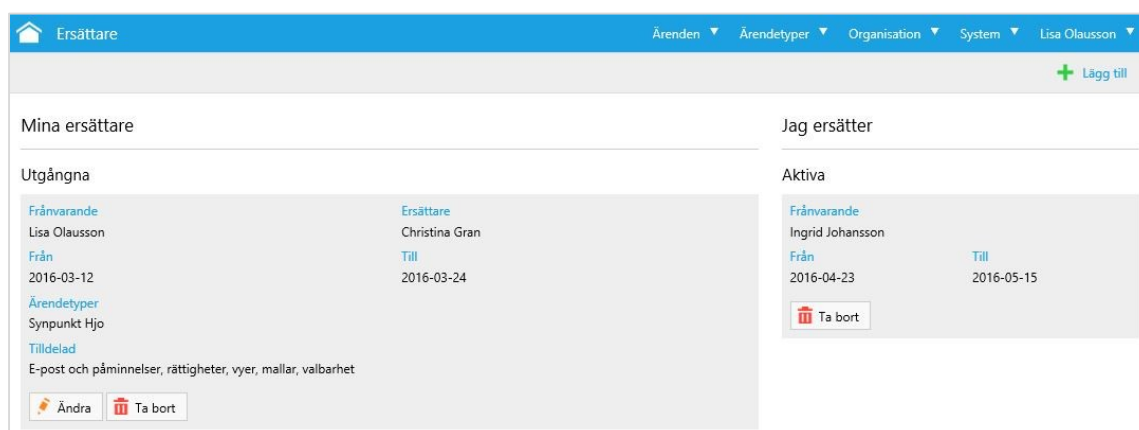 Ersättare
Ärenden
Ärendetyper
Organisation
System
Lisa Olausson
Lägg till
Mina ersättare
Utgångna
Frånvarande
Ersättare
Lisa Olausson
Christina Gran
Från
Till
2016-03-12
2016-03-24
Ärendetyper
Synpunkt Hjo
Tilldelad
E-post och påminnelser, rättigheter, vyer, mallar, valbarhet
Ändra
Ta bort
Jag ersätter
Aktiva
Frånvarande
Ingrid Johansson
Från
Till
2016-04-23
2016-05-15
Ta bort